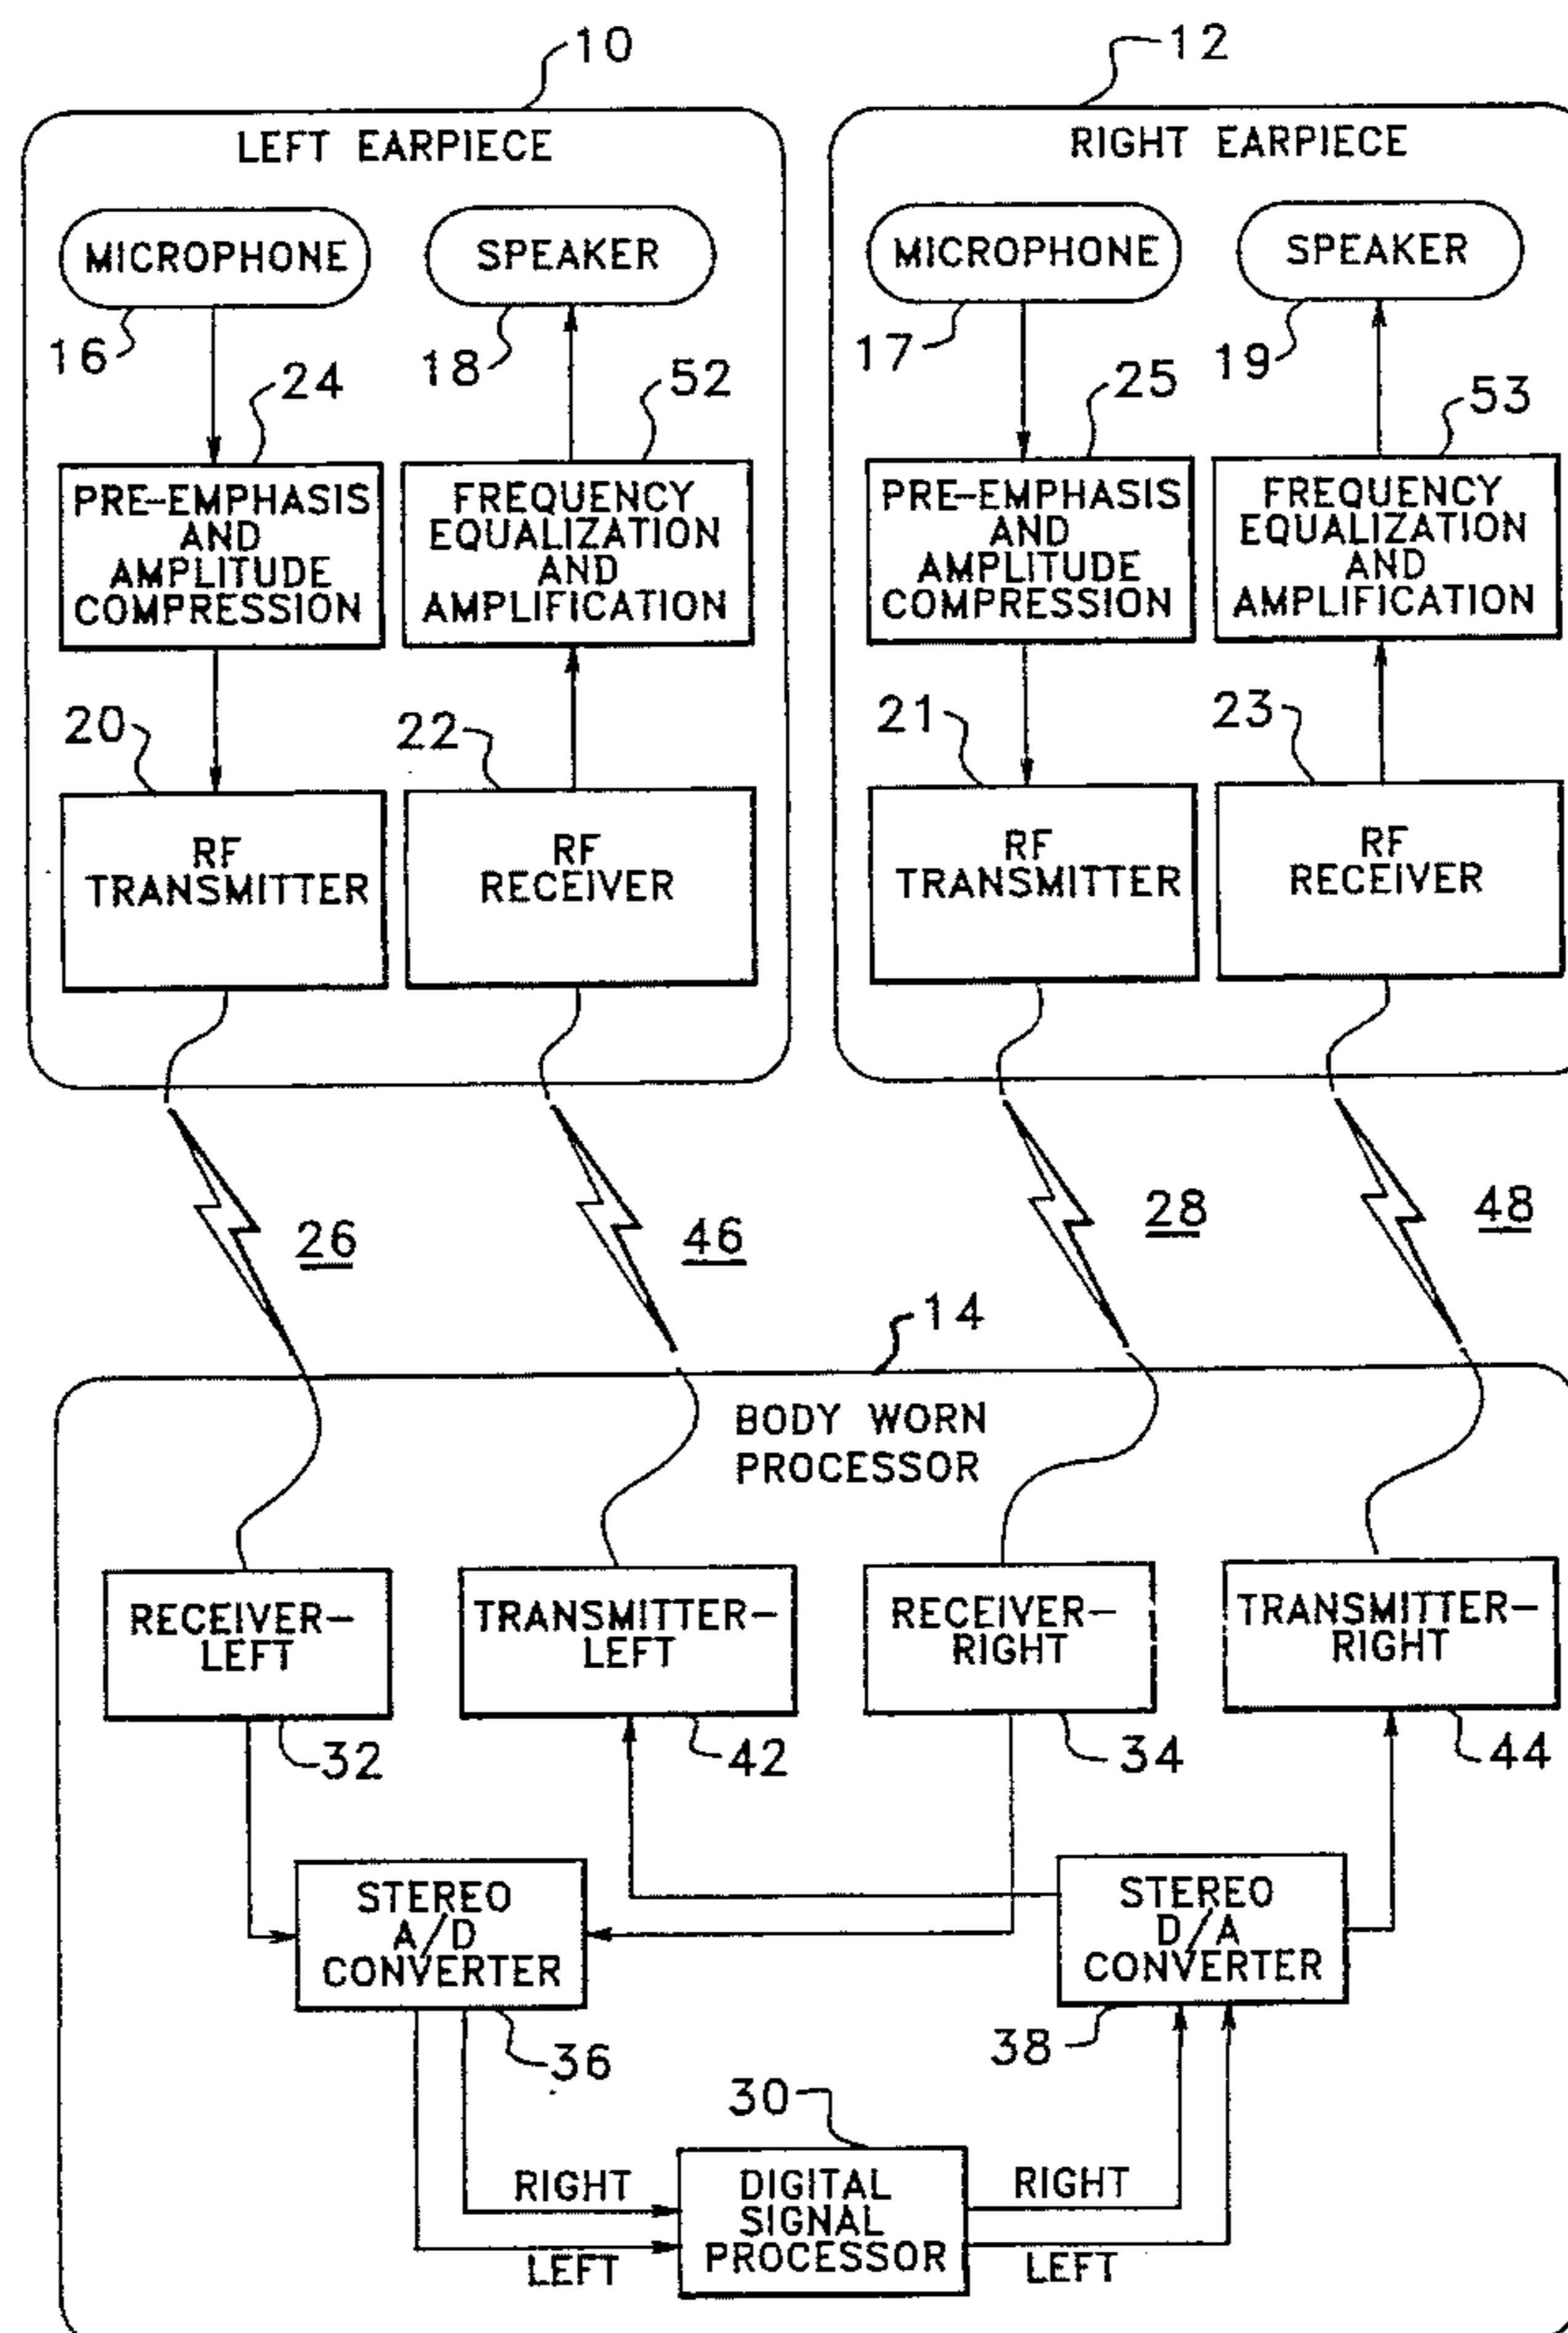 10
12
LEFT EARPIECE
RIGHT EARPIECE
MICROPHONE
SPEAKER
MICROPHONE
SPEAKER
16
18
17
19
24
52
25
53
PRE-EMPHASIS
AND
AMPLITUDE
COMPRESSION
FREQUENCY
EQUALIZATION
AND
AMPLIFICATION
PRE-EMPHASIS
AND
AMPLITUDE
COMPRESSION
FREQUENCY
EQUALIZATION
AND
AMPLIFICATION
20
22
21
23
RF
TRANSMITTER
RF
RECEIVER
RF
TRANSMITTER
RF
RECEIVER
26
46
28
48
14
BODY WORN
PROCESSOR
RECEIVER-
LEFT
TRANSMITTER-
LEFT
RECEIVER-
RIGHT
TRANSMITTER-
RIGHT
32
42
34
44
STEREO
A/D
CONVERTER
STEREO
D/A
CONVERTER
36
38
30
RIGHT
LEFT
DIGITAL
SIGNAL
PROCESSOR
RIGHT
LEFT